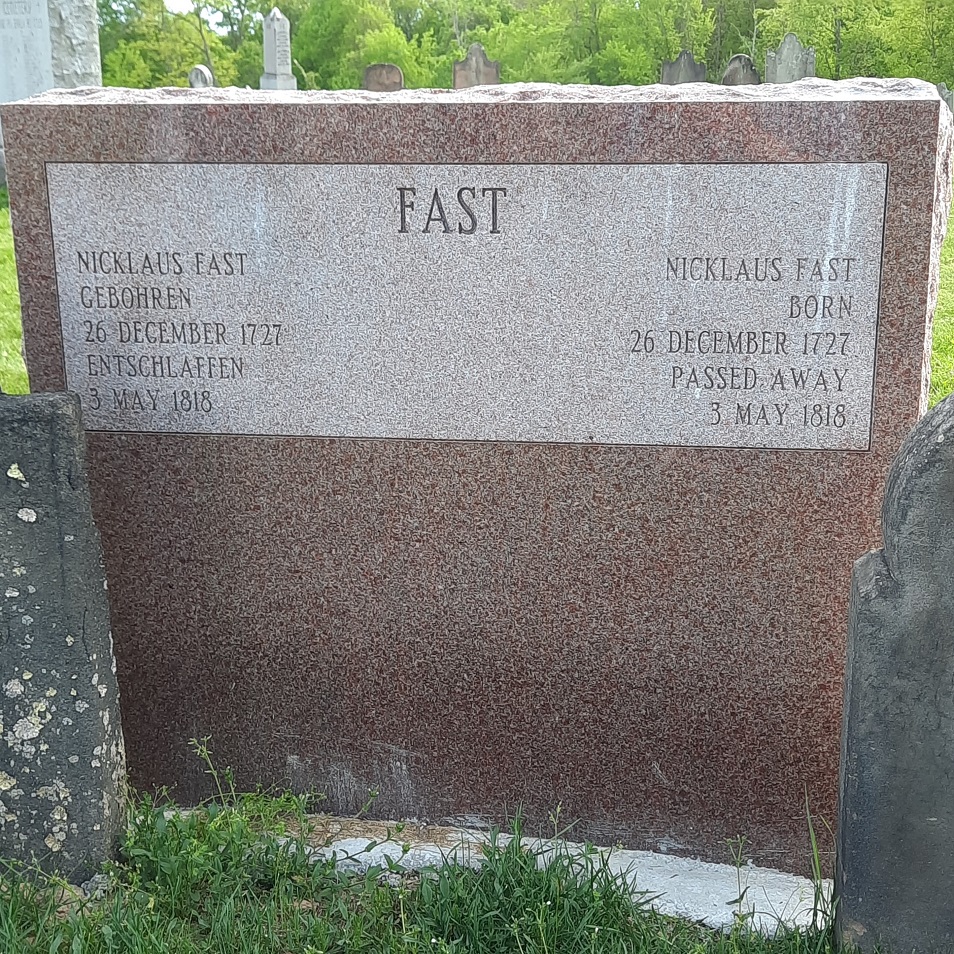 FAST
NICKLAUS FAST
GEBOHREN
26 DECEMBER 1727
ENTSCHLAFFEN
3 MAY 1818
NICKLAUS FAST
BORN
26 DECEMBER 1727
PASSED AWAY
3 MAY 1818